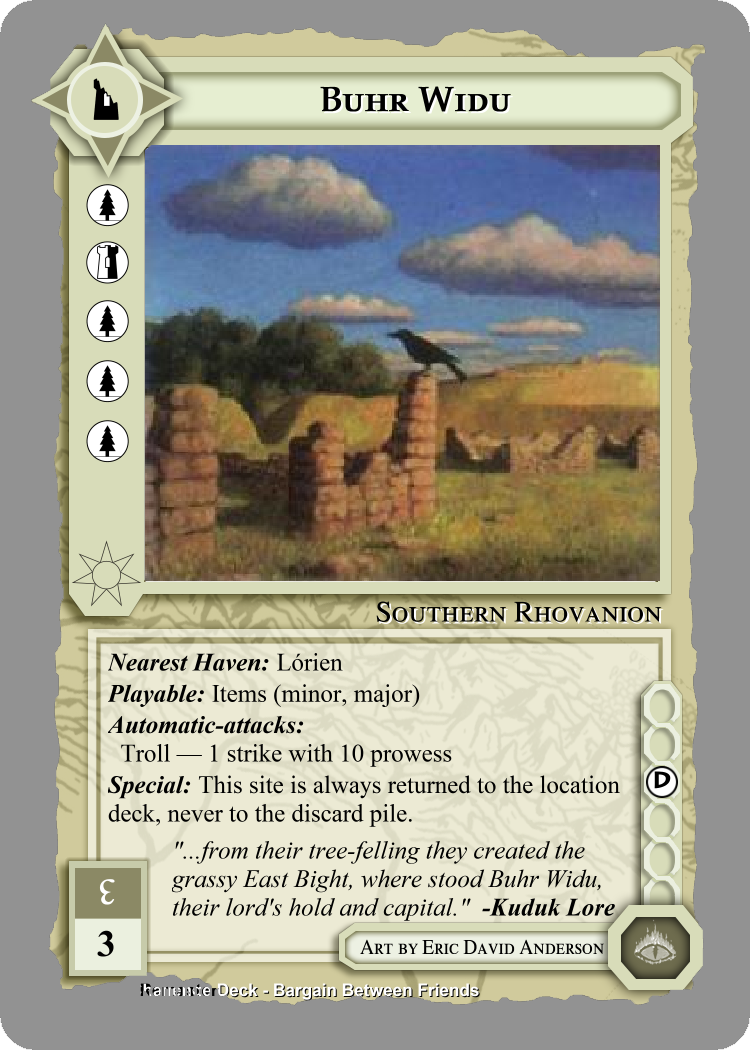 Buhr Widu
Southern Rhovanion
Nearest Haven: Lórien
Playable: Items (minor, major)
Automatic-attacks:
Troll — 1 strike with 10 prowess
Special: This site is always returned to the location
deck, never to the discard pile.
"...from their tree-felling they created the
grassy East Bight, where stood Buhr Widu,
their lord's hold and capital." -Kuduk Lore
D
ε
3
Art by Eric David Anderson
Deck - Bargain Between Friends